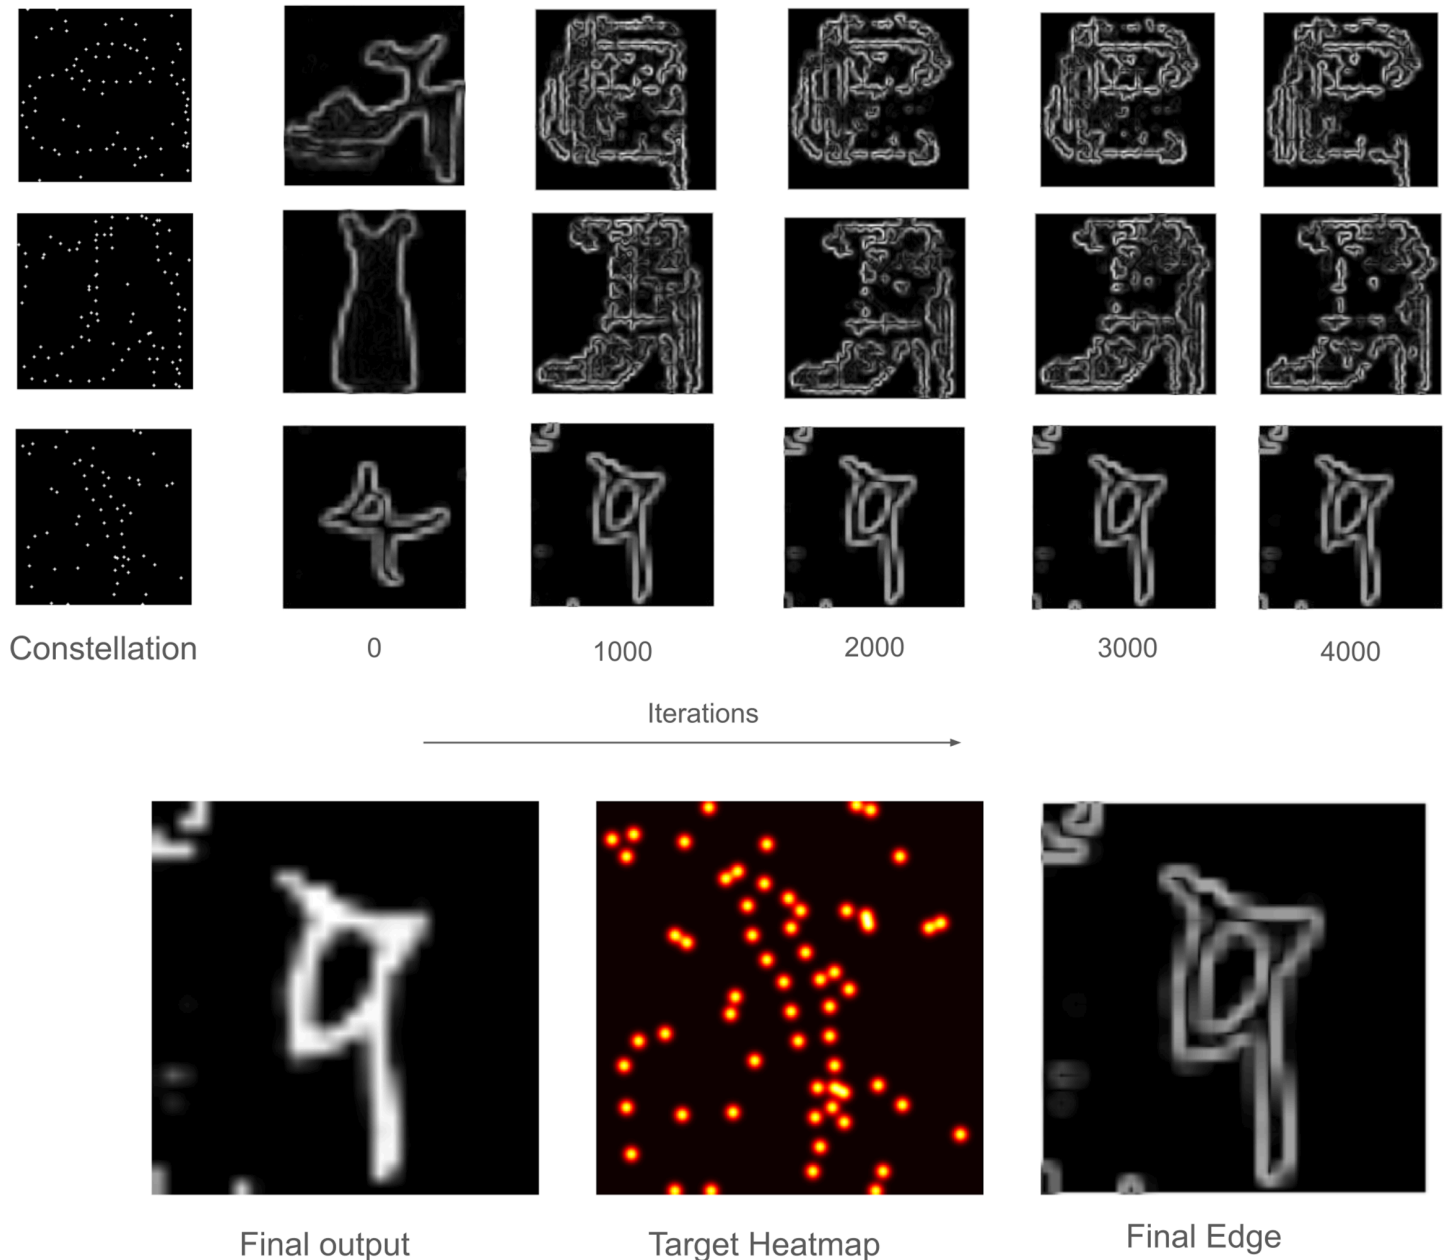 Constellation
0
1000
2000
3000
4000
Iterations
Final output
Target Heatmap
Final Edge